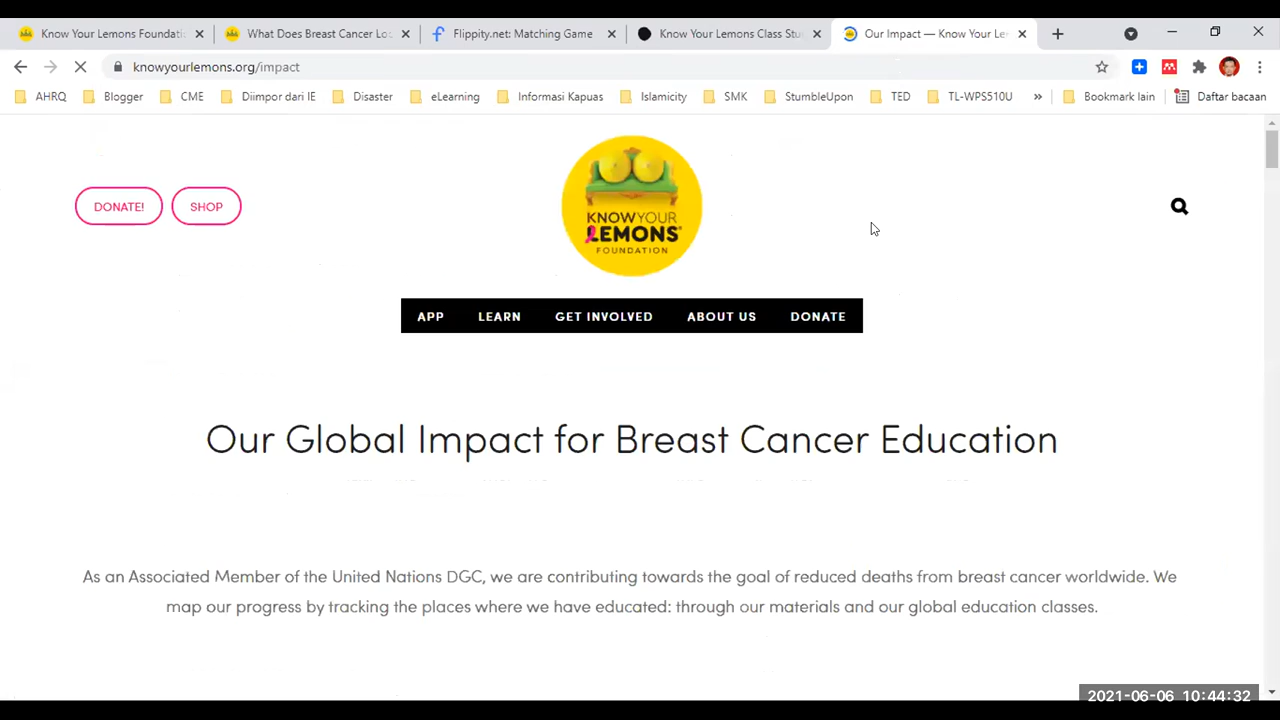 Know Your Lemons Foundati
What Does Breast Cancer Lo
Flippity.net: Matching Game
Know Your Lemons Class Stu
Our Impact — Know Your Le
knowyourlemons.org/impact
AHRQ Blogger CME Diimpor dari IE Disaster eLearning Informasi Kapuas Islamicity SMK StumbleUpon TED TL-WPS510U » Bookmark lain Daftar bacaan
DONATE! SHOP
KNOWYOUR
LEMONS®
FOUNDATION
APP LEARN GET INVOLVED ABOUT US DONATE
Our Global Impact for Breast Cancer Education
As an Associated Member of the United Nations DGC, we are contributing towards the goal of reduced deaths from breast cancer worldwide. We
map our progress by tracking the places where we have educated: through our materials and our global education classes.
2021-06-06 10:44:32